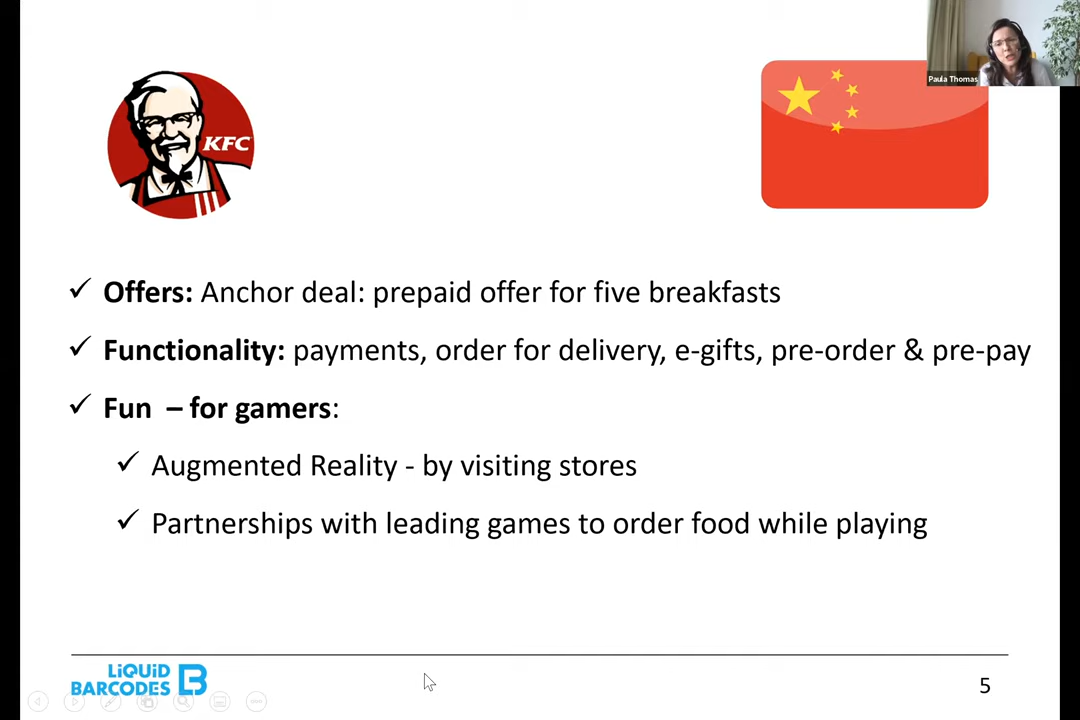 Paula Thomas
KFC
Offers: Anchor deal: prepaid offer for five breakfasts
Functionality: payments, order for delivery, e-gifts, pre-order & pre-pay
Fun – for gamers:
Augmented Reality - by visiting stores
Partnerships with leading games to order food while playing
LiQUiD
BARCODES
5